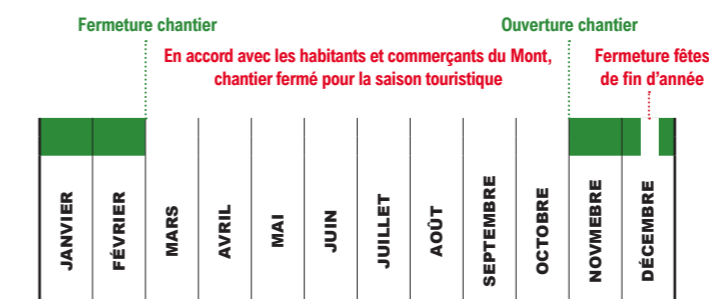 Fermeture chantier
Ouverture chantier
En accord avec les habitants et commerçants du Mont,
chantier fermé pour la saison touristique
Fermeture fêtes
de fin d’année
JANVIER
FÉVRIER
MARS
AVRIL
MAI
JUIN
JUILLET
AOÛT
SEPTEMBRE
OCTOBRE
NOVMEBRE
DÉCEMBRE